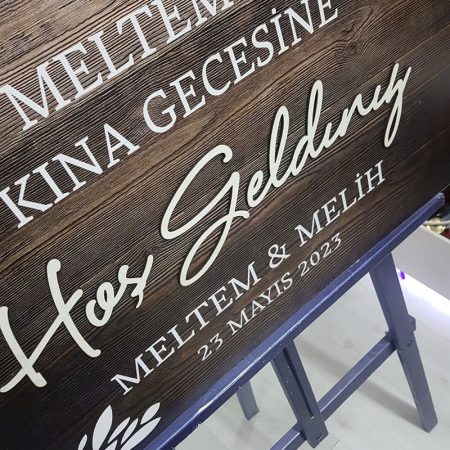 MELTEM
KINA GECESİNE
Hoş Geldiniz
MELTEM & MELİH
23 MAYIS 2023